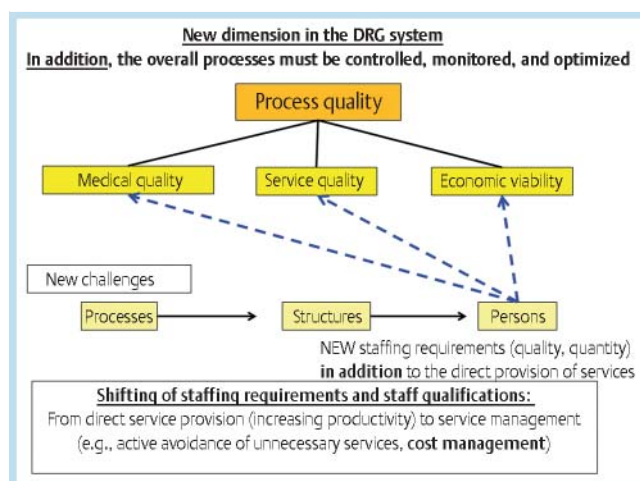 New dimension in the DRG system
In addition, the overall processes must be controlled, monitored, and optimized
Process quality
Medical quality
Service quality
Economic viability
New challenges
Processes
Structures
Persons
NEW staffing requirements (quality, quantity)
in addition to the direct provision of services
Shifting of staffing requirements and staff qualifications:
From direct service provision (increasing productivity) to service management
(e.g., active avoidance of unnecessary services, cost management)